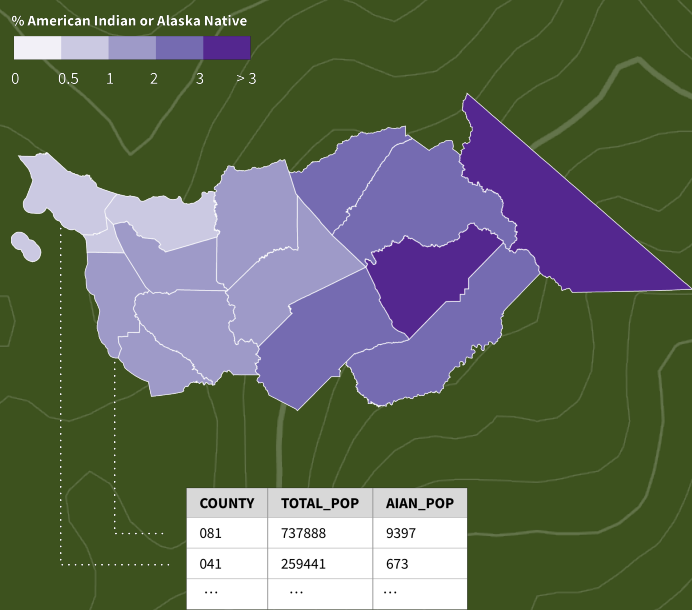 % American Indian or Alaska Native
0 0.5 1 2 3 > 3
COUNTY TOTAL_POP AIAN_POP
081 737888 9397
041 259441 673
... ... ...